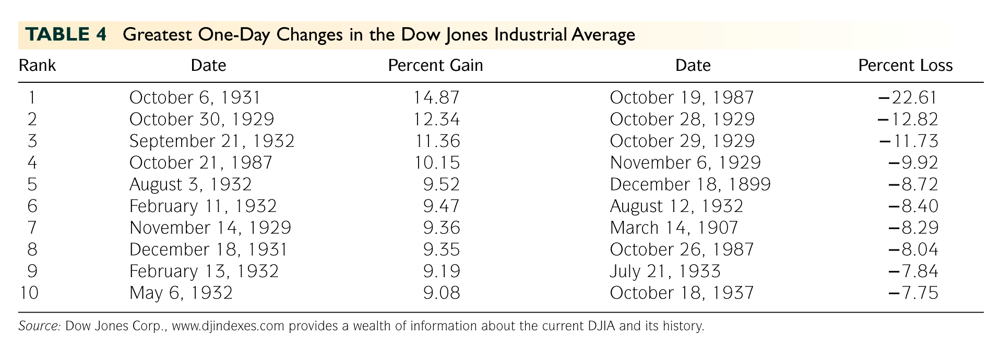 TABLE 4 Greatest One-Day Changes in the Dow Jones Industrial Average
Rank Date Percent Gain Date Percent Loss
1 October 6, 1931 14.87 October 19, 1987 −22.61
2 October 30, 1929 12.34 October 28, 1929 −12.82
3 September 21, 1932 11.36 October 29, 1929 −11.73
4 October 21, 1987 10.15 November 6, 1929 −9.92
5 August 3, 1932 9.52 December 18, 1899 −8.72
6 February 11, 1932 9.47 August 12, 1932 −8.40
7 November 14, 1929 9.36 March 14, 1907 −8.29
8 December 18, 1931 9.35 October 26, 1987 −8.04
9 February 13, 1932 9.19 July 21, 1933 −7.84
10 May 6, 1932 9.08 October 18, 1937 −7.75
Source: Dow Jones Corp., www.djindexes.com provides a wealth of information about the current DJIA and its history.